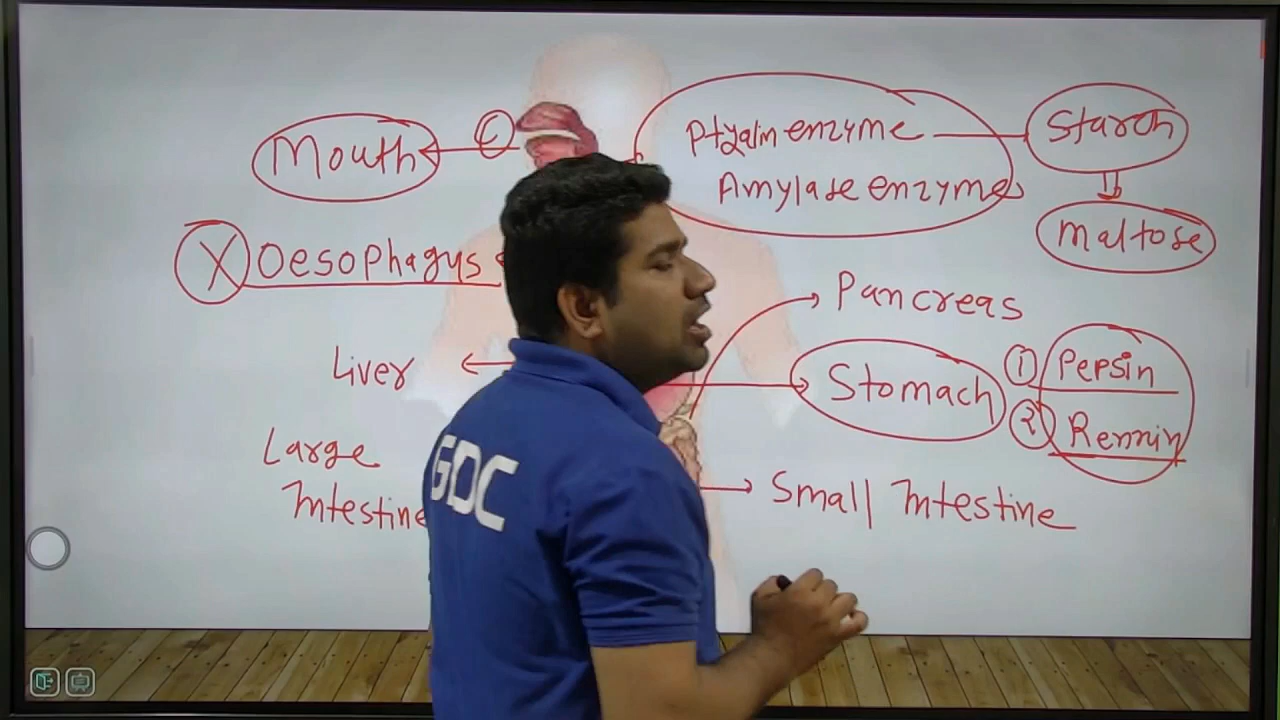 Mouth
Ptyalin enzyme
Starch
Amylase enzyme
Maltose
X Oesophagus
Pancreas
Liver
Stomach
① Pepsin
② Rennin
Large
Intestine
Small Intestine
GDC